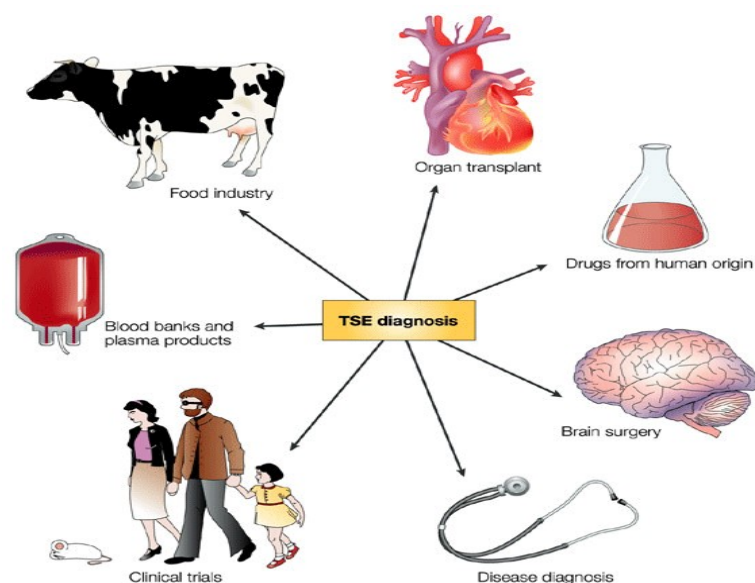 Organ transplant
Food industry
Drugs from human origin
TSE diagnosis
Blood banks and
plasma products
Brain surgery
Clinical trials
Disease diagnosis